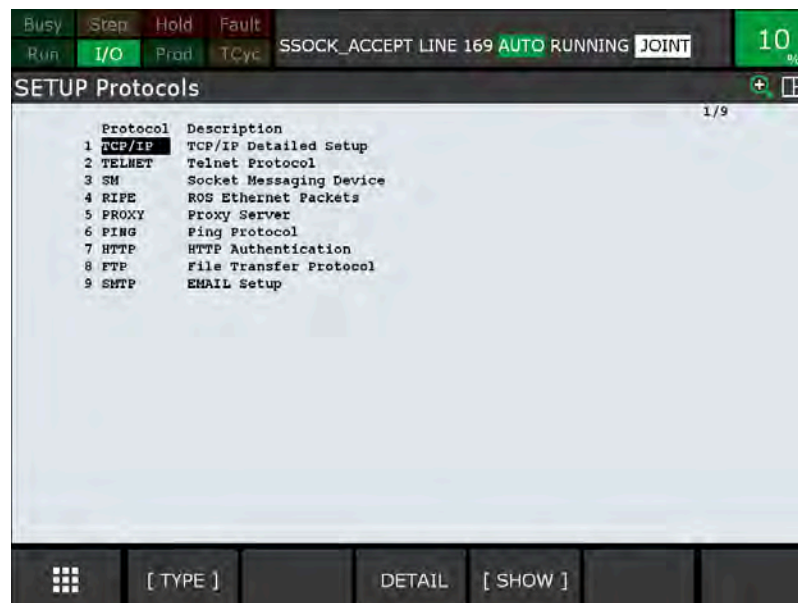 Busy Step Hold Fault
Run I/O Prod TCyc
SSOCK_ACCEPT LINE 169 AUTO RUNNING JOINT
10
%
SETUP Protocols
1/9
Protocol Description
1 TCP/IP TCP/IP Detailed Setup
2 TELNET Telnet Protocol
3 SM Socket Messaging Device
4 RIPE ROS Ethernet Packets
5 PROXY Proxy Server
6 PING Ping Protocol
7 HTTP HTTP Authentication
8 FTP File Transfer Protocol
9 SMTP EMAIL Setup
[ TYPE ] DETAIL [ SHOW ]